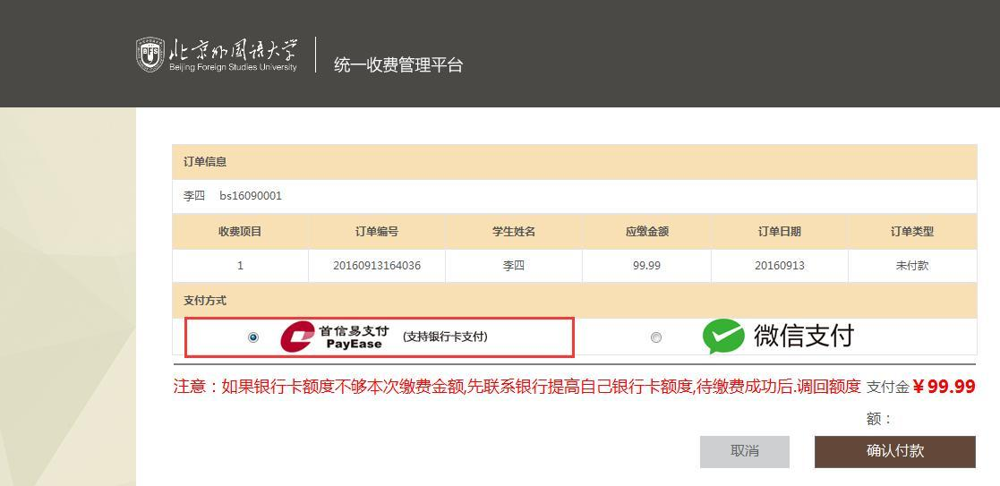 北京外国语大学
BFS
Beijing Foreign Studies University
统一收费管理平台
订单信息
李四 bs16090001
收费项目 订单编号 学生姓名 应缴金额 订单日期 订单类型
1 20160913164036 李四 99.99 20160913 未付款
支付方式
首信易支付 (支持银行卡支付) 微信支付
PayEase
注意：如果银行卡额度不够本次缴费金额,先联系银行提高自己银行卡额度,待缴费成功后.调回额度 支付金 ¥99.99
额：
取消 确认付款